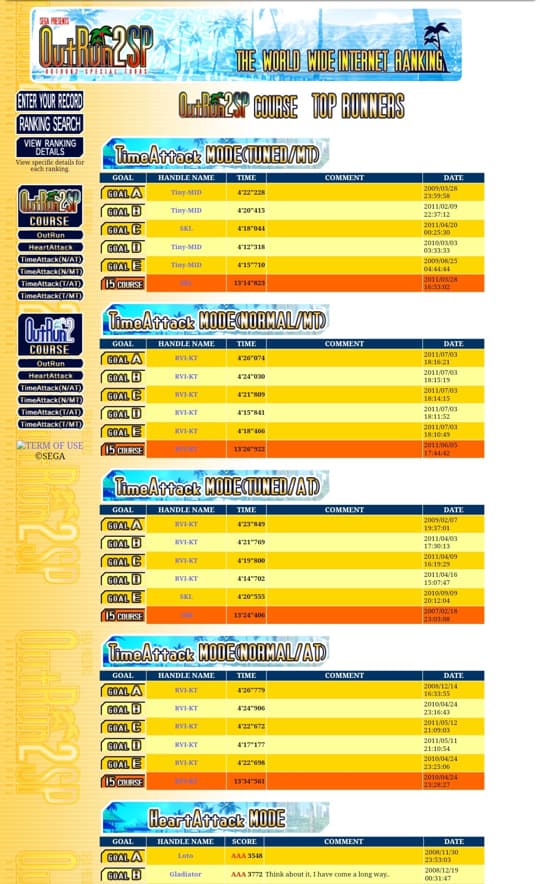 SEGA PRESENTS
OutRun2SP
OUTRUN2 SPECIAL TOURS
THE WORLD WIDE INTERNET RANKING.
ENTER YOUR RECORD
RANKING SEARCH
VIEW RANKING
DETAILS
View specific details for
each ranking.
OutRun2SP
COURSE
OutRun
HeartAttack
TimeAttack(N/AT)
TimeAttack(N/MT)
TimeAttack(T/AT)
TimeAttack(T/MT)
OutRun2
COURSE
OutRun
HeartAttack
TimeAttack(N/AT)
TimeAttack(N/MT)
TimeAttack(T/AT)
TimeAttack(T/MT)
TERM OF USE
©SEGA
OutRun2SP COURSE TOP RUNNERS
TimeAttack MODE(TUNED/MT)
GOAL HANDLE NAME TIME COMMENT DATE
GOAL A Tiny-MID 4'22"228 2009/03/28 23:59:58
GOAL B Tiny-MID 4'20"415 2011/02/09 22:37:12
GOAL C SKL 4'18"044 2011/04/20 00:25:30
GOAL D Tiny-MID 4'12"318 2010/03/03 03:33:33
GOAL E Tiny-MID 4'15"710 2009/06/25 04:44:44
15 COURSE 13'14"823 2011/03/28 16:53:02
TimeAttack MODE(NORMAL/MT)
GOAL HANDLE NAME TIME COMMENT DATE
GOAL A RVI-KT 4'26"074 2011/07/03 18:16:21
GOAL B RVI-KT 4'24"030 2011/07/03 18:15:19
GOAL C RVI-KT 4'21"809 2011/07/03 18:14:15
GOAL D RVI-KT 4'15"841 2011/07/03 18:11:52
GOAL E RVI-KT 4'18"466 2011/07/03 18:10:49
15 COURSE 13'26"922 2011/06/05 17:44:42
TimeAttack MODE(TUNED/AT)
GOAL HANDLE NAME TIME COMMENT DATE
GOAL A RVI-KT 4'23"849 2009/02/07 19:37:01
GOAL B RVI-KT 4'21"769 2011/04/03 17:30:13
GOAL C RVI-KT 4'19"800 2011/04/09 16:19:29
GOAL D RVI-KT 4'14"702 2011/04/16 15:07:47
GOAL E SKL 4'20"555 2010/09/09 20:12:04
15 COURSE 13'24"406 2007/02/18 23:03:08
TimeAttack MODE(NORMAL/AT)
GOAL HANDLE NAME TIME COMMENT DATE
GOAL A RVI-KT 4'26"779 2008/12/14 16:33:55
GOAL B RVI-KT 4'24"906 2010/04/24 23:16:43
GOAL C RVI-KT 4'22"672 2011/05/12 21:09:03
GOAL D RVI-KT 4'17"177 2011/05/11 21:10:54
GOAL E RVI-KT 4'22"698 2010/04/24 23:25:06
15 COURSE 13'34"561 2010/04/24 23:28:27
HeartAttack MODE
GOAL HANDLE NAME SCORE COMMENT DATE
GOAL A Loto AAA 3548 2008/11/30 23:53:03
GOAL B Gladiator AAA 3772 Think about it, I have come a long way.. 2008/12/19 00:31:47